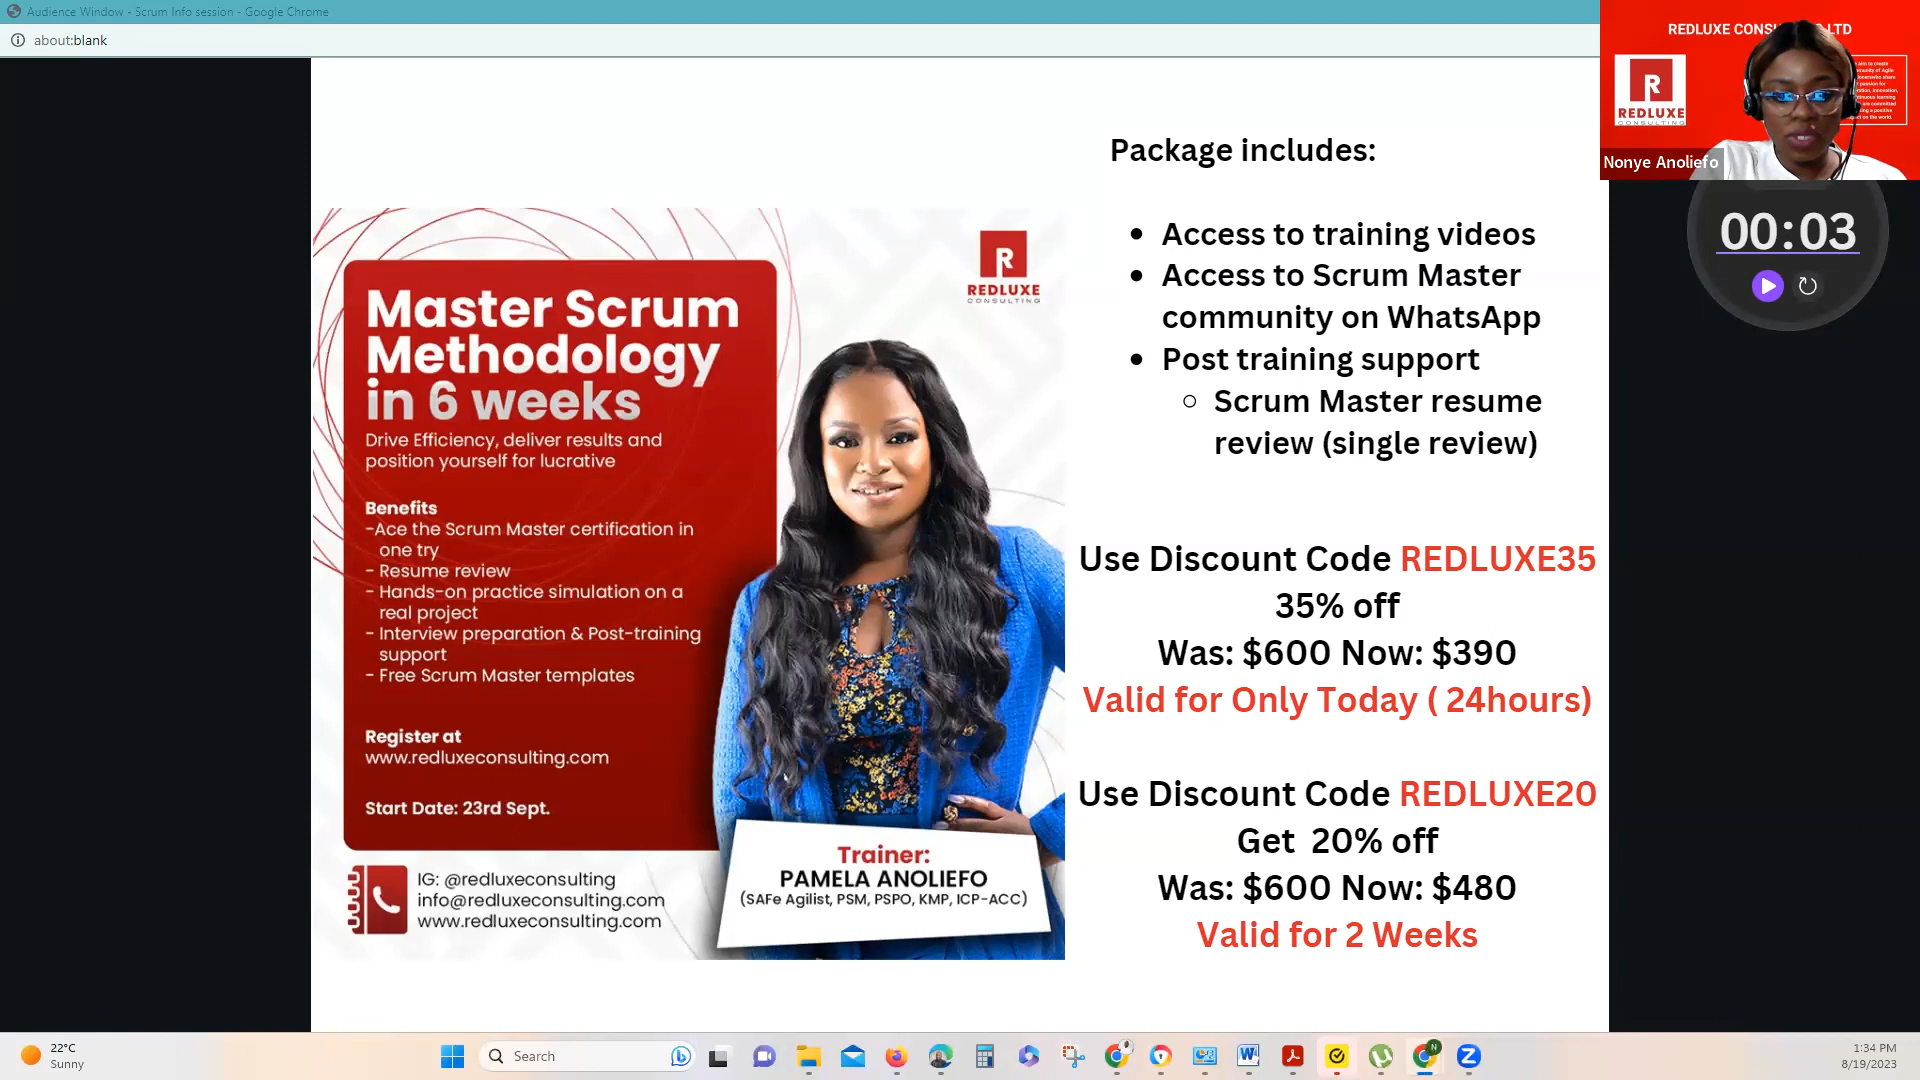 Audience Window - Scrum Info session - Google Chrome
about:blank
REDLUXE
LTD
R
REDLUXE
CONSULTING
Nonye Anoliefo
00:03
Package includes:
Access to training videos
Access to Scrum Master
community on WhatsApp
Post training support
Scrum Master resume
review (single review)
Use Discount Code REDLUXE35
35% off
Was: $600 Now: $390
Valid for Only Today ( 24hours)
Use Discount Code REDLUXE20
Get 20% off
Was: $600 Now: $480
Valid for 2 Weeks
R
REDLUXE
CONSULTING
Master Scrum
Methodology
in 6 weeks
Drive Efficiency, deliver results and
position yourself for lucrative
Benefits
-Ace the Scrum Master certification in
one try
- Resume review
- Hands-on practice simulation on a
real project
- Interview preparation & Post-training
support
- Free Scrum Master templates
Register at
www.redluxeconsulting.com
Start Date: 23rd Sept.
IG: @redluxeconsulting
info@redluxeconsulting.com
www.redluxeconsulting.com
Trainer:
PAMELA ANOLIEFO
(SAFe Agilist, PSM, PSPO, KMP, ICP-ACC)
22°C
Sunny
Search
1:34 PM
8/19/2023